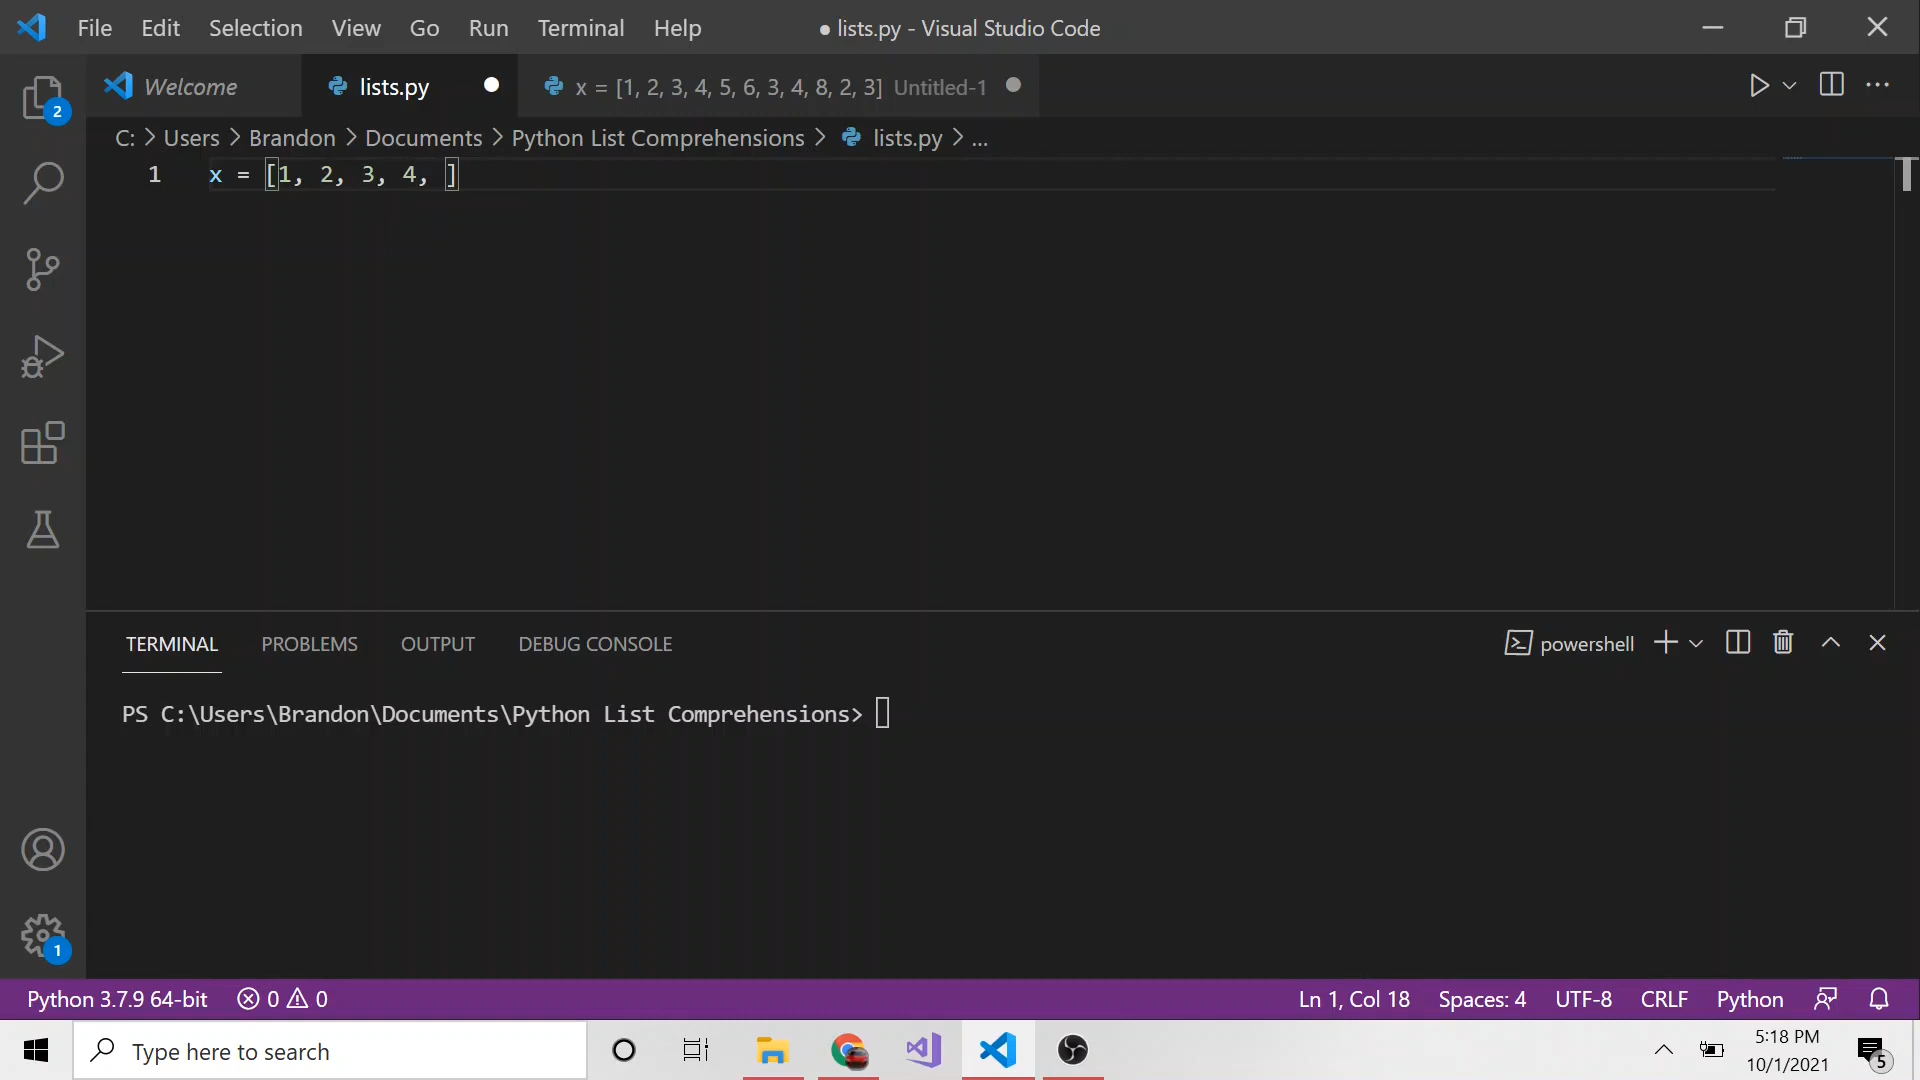 File Edit Selection View Go Run Terminal Help ● lists.py - Visual Studio Code
Welcome lists.py x = [1, 2, 3, 4, 5, 6, 3, 4, 8, 2, 3] Untitled-1
2
C: > Users > Brandon > Documents > Python List Comprehensions > lists.py > ...
1 x = [1, 2, 3, 4, ]
TERMINAL PROBLEMS OUTPUT DEBUG CONSOLE powershell
PS C:\Users\Brandon\Documents\Python List Comprehensions>
1
Python 3.7.9 64-bit 0 0 Ln 1, Col 18 Spaces: 4 UTF-8 CRLF Python
Type here to search
5:18 PM
10/1/2021
5